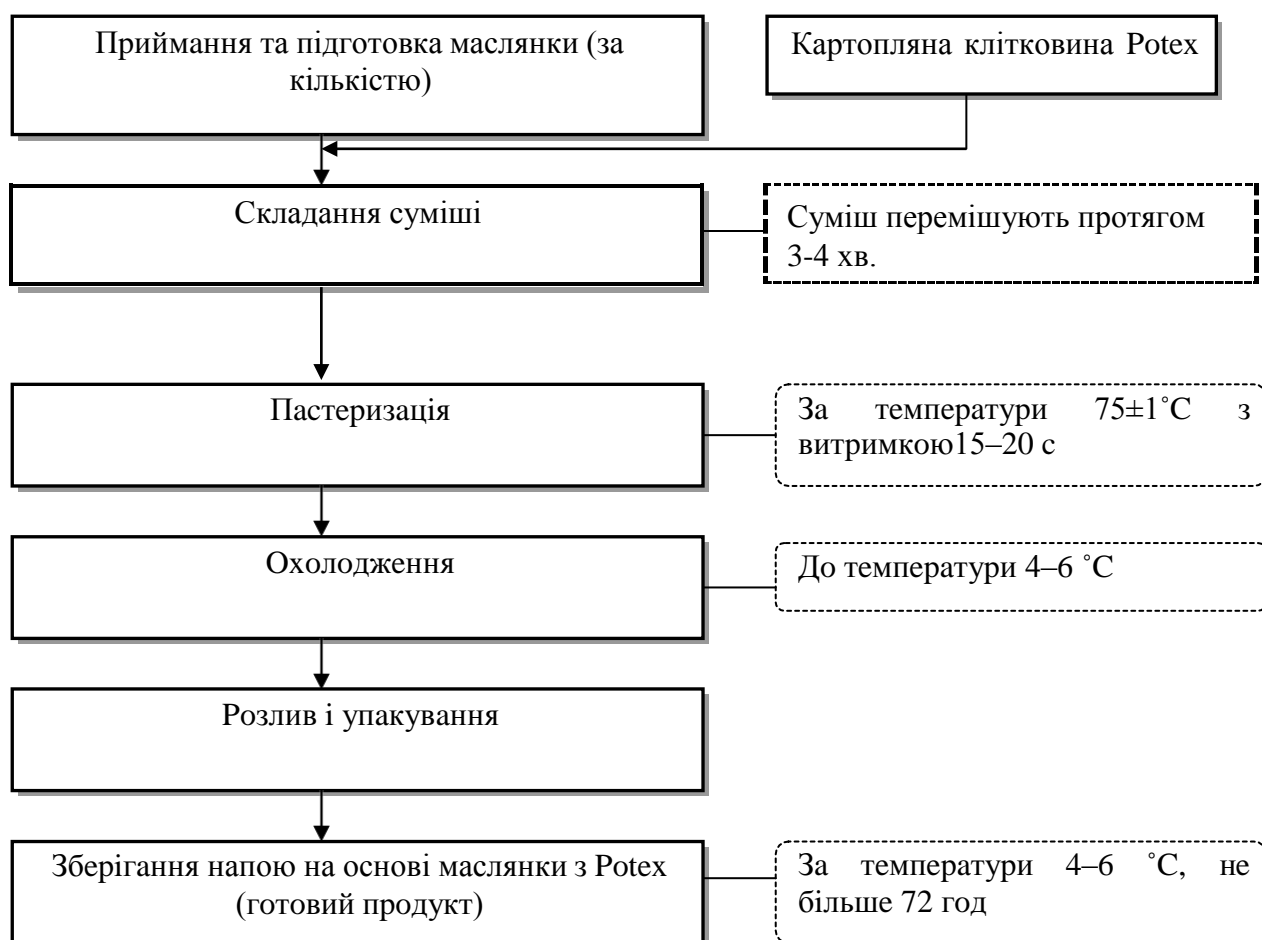 Приймання та підготовка маслянки (за
кількістю)
Картопляна клітковина Potex
Складання суміші
Суміш перемішують протягом
3-4 хв.
Пастеризація
За температури 75±1˚С з
витримкою15–20 с
Охолодження
До температури 4–6 ˚С
Розлив і упакування
Зберігання напою на основі маслянки з Potex
(готовий продукт)
За температури 4–6 ˚С, не
більше 72 год